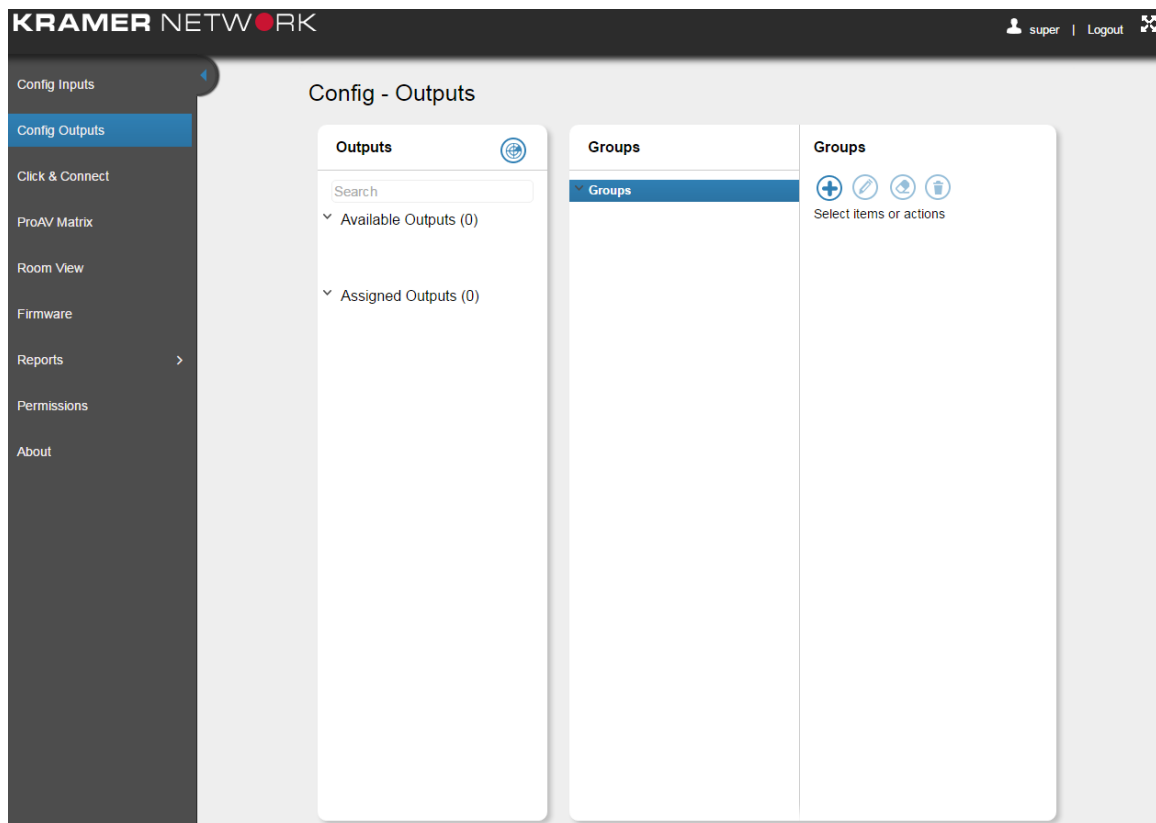 KRAMER NETWORK
super | Logout
Config Inputs
Config Outputs
Click & Connect
ProAV Matrix
Room View
Firmware
Reports
Permissions
About
Config - Outputs
Outputs
Search
Available Outputs (0)
Assigned Outputs (0)
Groups
Groups
Groups
Select items or actions